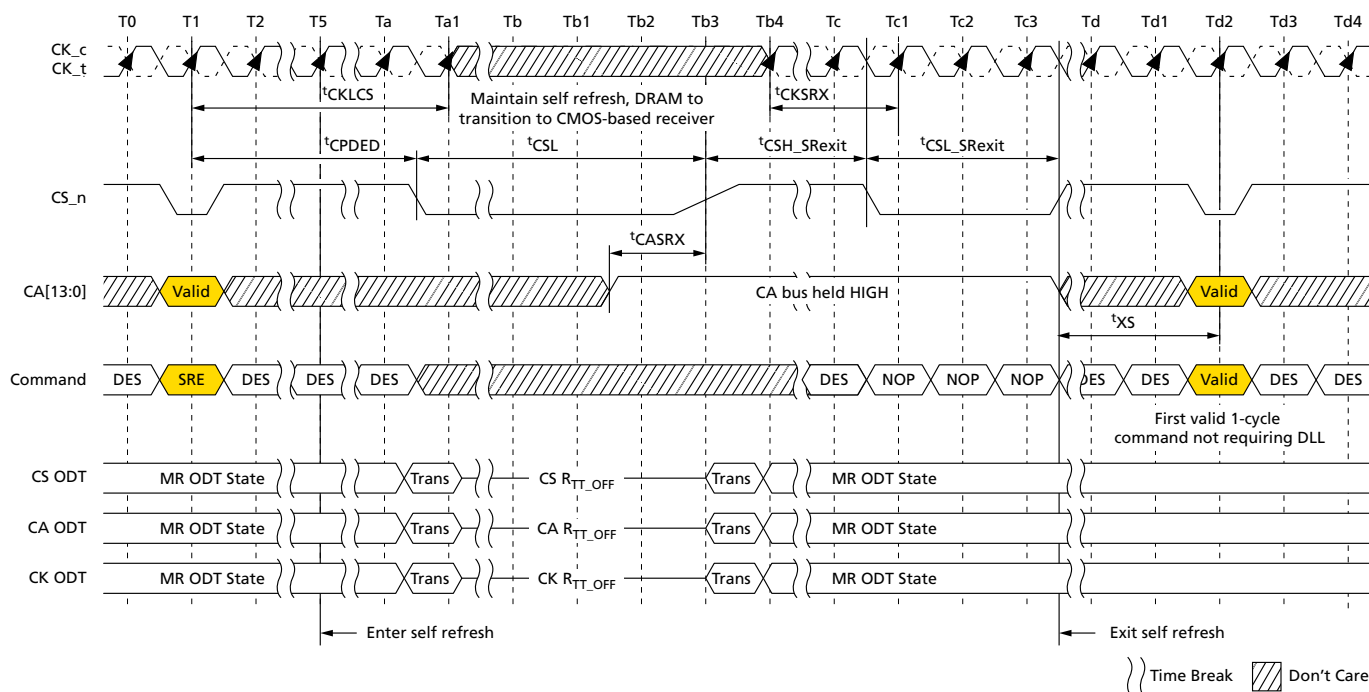 T0 T1 T2 T5 Ta Ta1 Tb Tb1 Tb2 Tb3 Tb4 Tc Tc1 Tc2 Tc3 Td Td1 Td2 Td3 Td4
CK_c
CK_t
tCKLCS
Maintain self refresh, DRAM to
transition to CMOS-based receiver
tCKSRX
tCPDED tCSL tCSH_SRexit tCSL_SRexit
CS_n
tCASRX
CA[13:0] Valid CA bus held HIGH Valid
tXS
Command DES SRE DES DES DES DES NOP NOP NOP DES DES Valid DES DES
First valid 1-cycle
command not requiring DLL
CS ODT MR ODT State Trans CS RTT_OFF Trans MR ODT State
CA ODT MR ODT State Trans CA RTT_OFF Trans MR ODT State
CK ODT MR ODT State Trans CK RTT_OFF Trans MR ODT State
Enter self refresh Exit self refresh
Time Break Don't Care